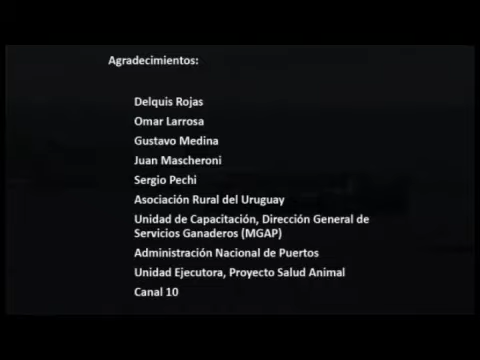 Agradecimientos:
Delquis Rojas
Omar Larrosa
Gustavo Medina
Juan Mascheroni
Sergio Pechi
Asociación Rural del Uruguay
Unidad de Capacitación, Dirección General de
Servicios Ganaderos (MGAP)
Administración Nacional de Puertos
Unidad Ejecutora, Proyecto Salud Animal
Canal 10